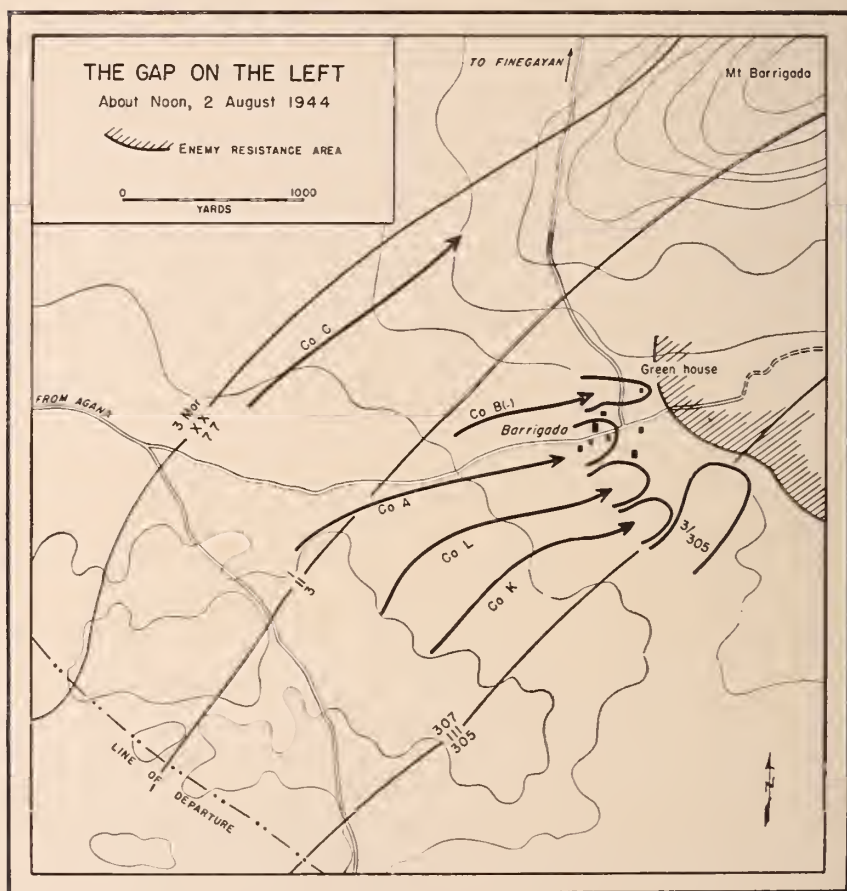 THE GAP ON THE LEFT
About Noon, 2 August 1944
ENEMY RESISTANCE AREA
0 1000
YARDS
TO FINEGAYAN
Mt Barrigada
Co C
Green house
FROM AGANA
3 Mar
XX
77
Co B(-)
Barrigada
Co A
Co L
3/
305
Co K
1
II
3
307
III
305
LINE OF DEPARTURE
N